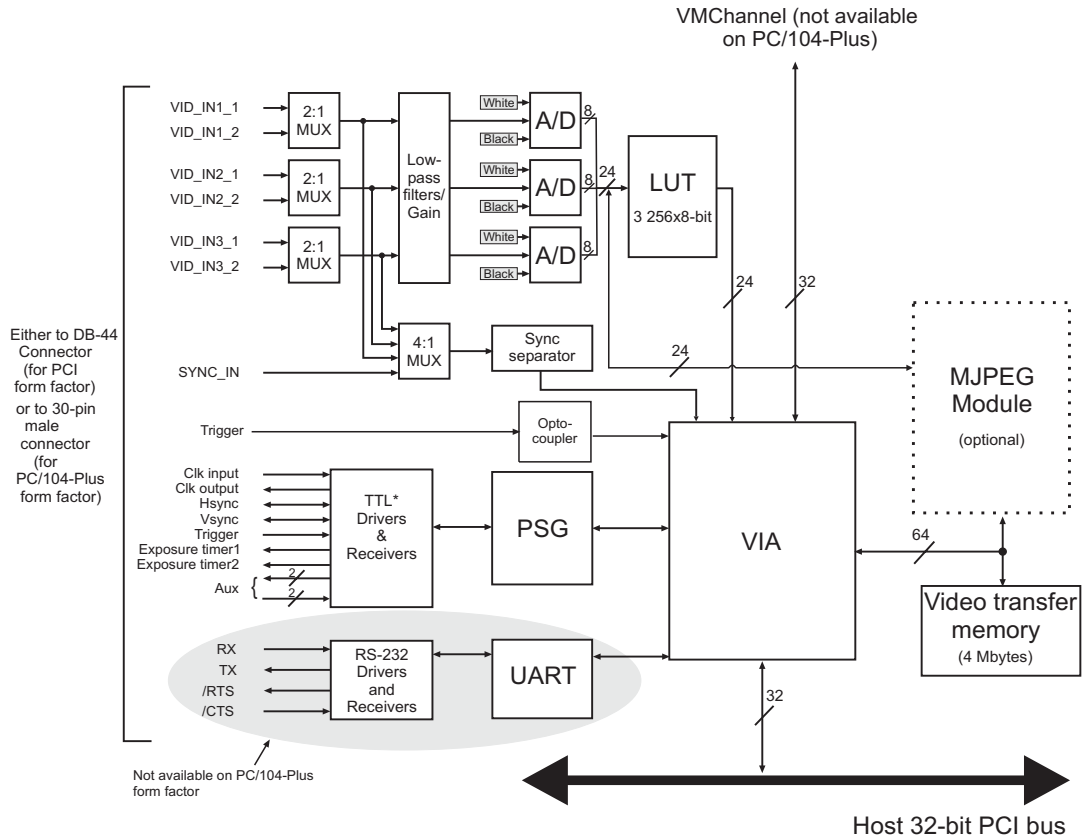 VMChannel (not available
on PC/104-Plus)
VID_IN1_1
VID_IN1_2
2:1
MUX
VID_IN2_1
VID_IN2_2
2:1
MUX
VID_IN3_1
VID_IN3_2
2:1
MUX
Low-
pass
filters/
Gain
White
Black
A/D
8
White
Black
A/D
8
White
Black
A/D
8
24
LUT
3 256x8-bit
24
32
Either to DB-44
Connector
(for PCI
form factor)
or to 30-pin
male
connector
(for
PC/104-Plus
form factor)
SYNC_IN
4:1
MUX
Sync
separator
24
MJPEG
Module
(optional)
Trigger
Opto-
coupler
Clk input
Clk output
Hsync
Vsync
Trigger
Exposure timer1
Exposure timer2
Aux {
2
2
TTL*
Drivers
&
Receivers
PSG
VIA
64
Video transfer
memory
(4 Mbytes)
RX
TX
/RTS
/CTS
RS-232
Drivers
and
Receivers
UART
32
Not available on PC/104-Plus
form factor
Host 32-bit PCI bus